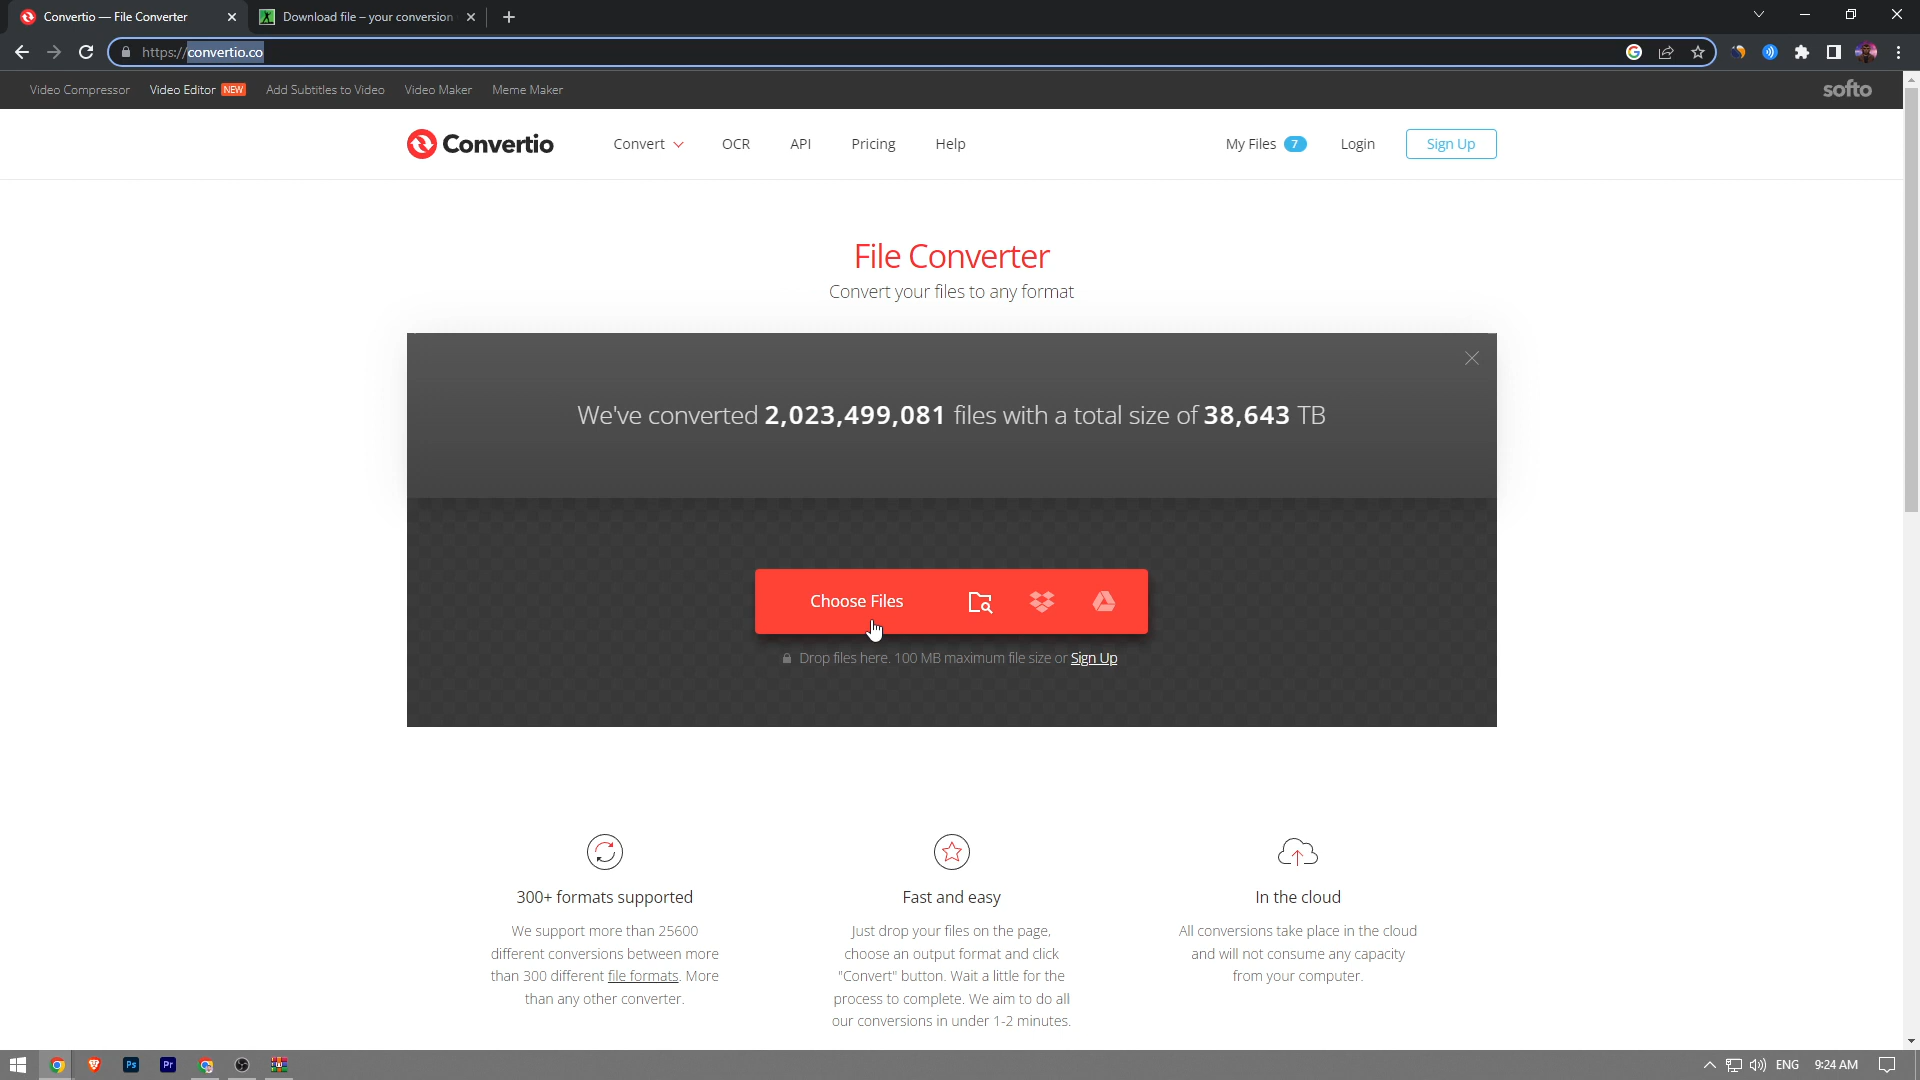 Convertio — File Converter
Download file – your conversion
https://convertio.co
Video Compressor Video Editor NEW Add Subtitles to Video Video Maker Meme Maker softo
Convertio Convert OCR API Pricing Help My Files 7 Login Sign Up
File Converter
Convert your files to any format
We've converted 2,023,499,081 files with a total size of 38,643 TB
Choose Files
Drop files here. 100 MB maximum file size or Sign Up
300+ formats supported
We support more than 25600
different conversions between more
than 300 different file formats. More
than any other converter.
Fast and easy
Just drop your files on the page,
choose an output format and click
"Convert" button. Wait a little for the
process to complete. We aim to do all
our conversions in under 1-2 minutes.
In the cloud
All conversions take place in the cloud
and will not consume any capacity
from your computer.
Ps Pr ENG 9:24 AM